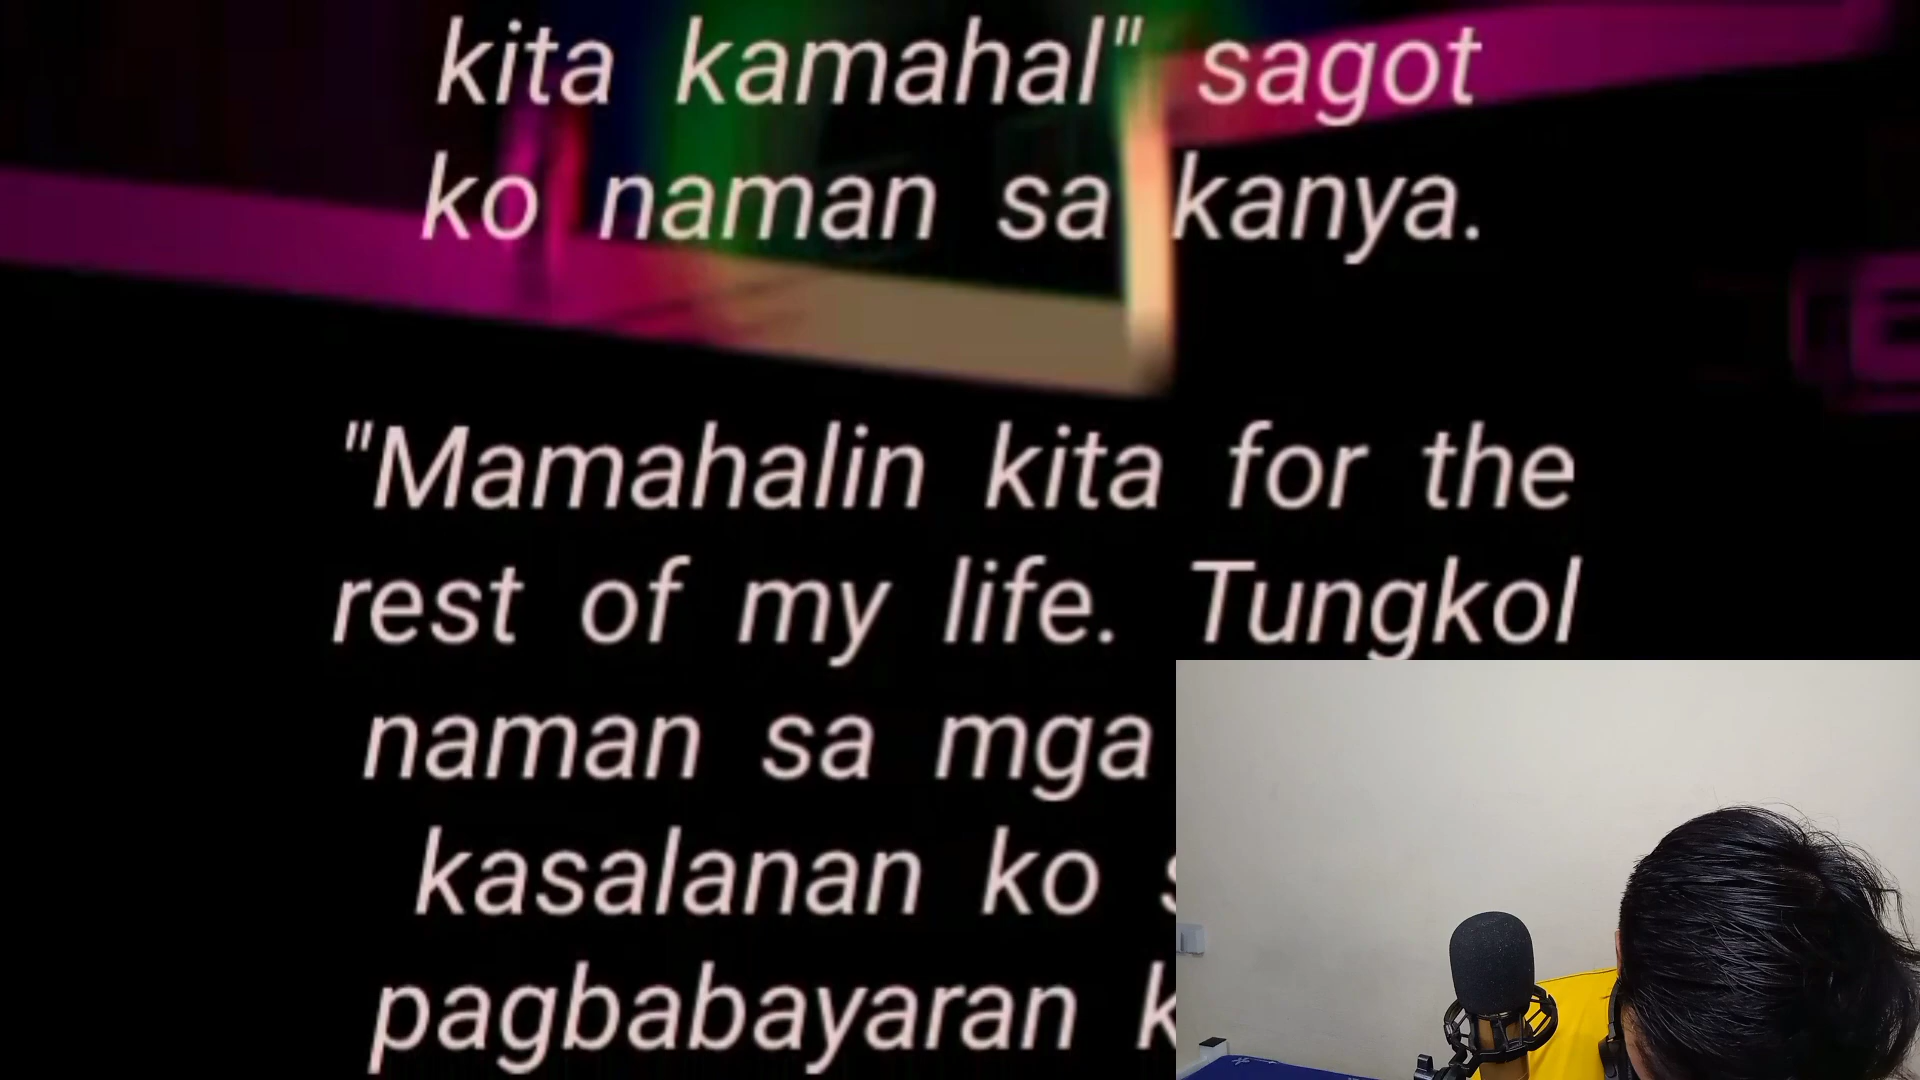 kita kamahal" sagot
ko naman sa kanya.
"Mamahalin kita for the
rest of my life. Tungkol
naman sa mga
kasalanan ko
pagbabayaran